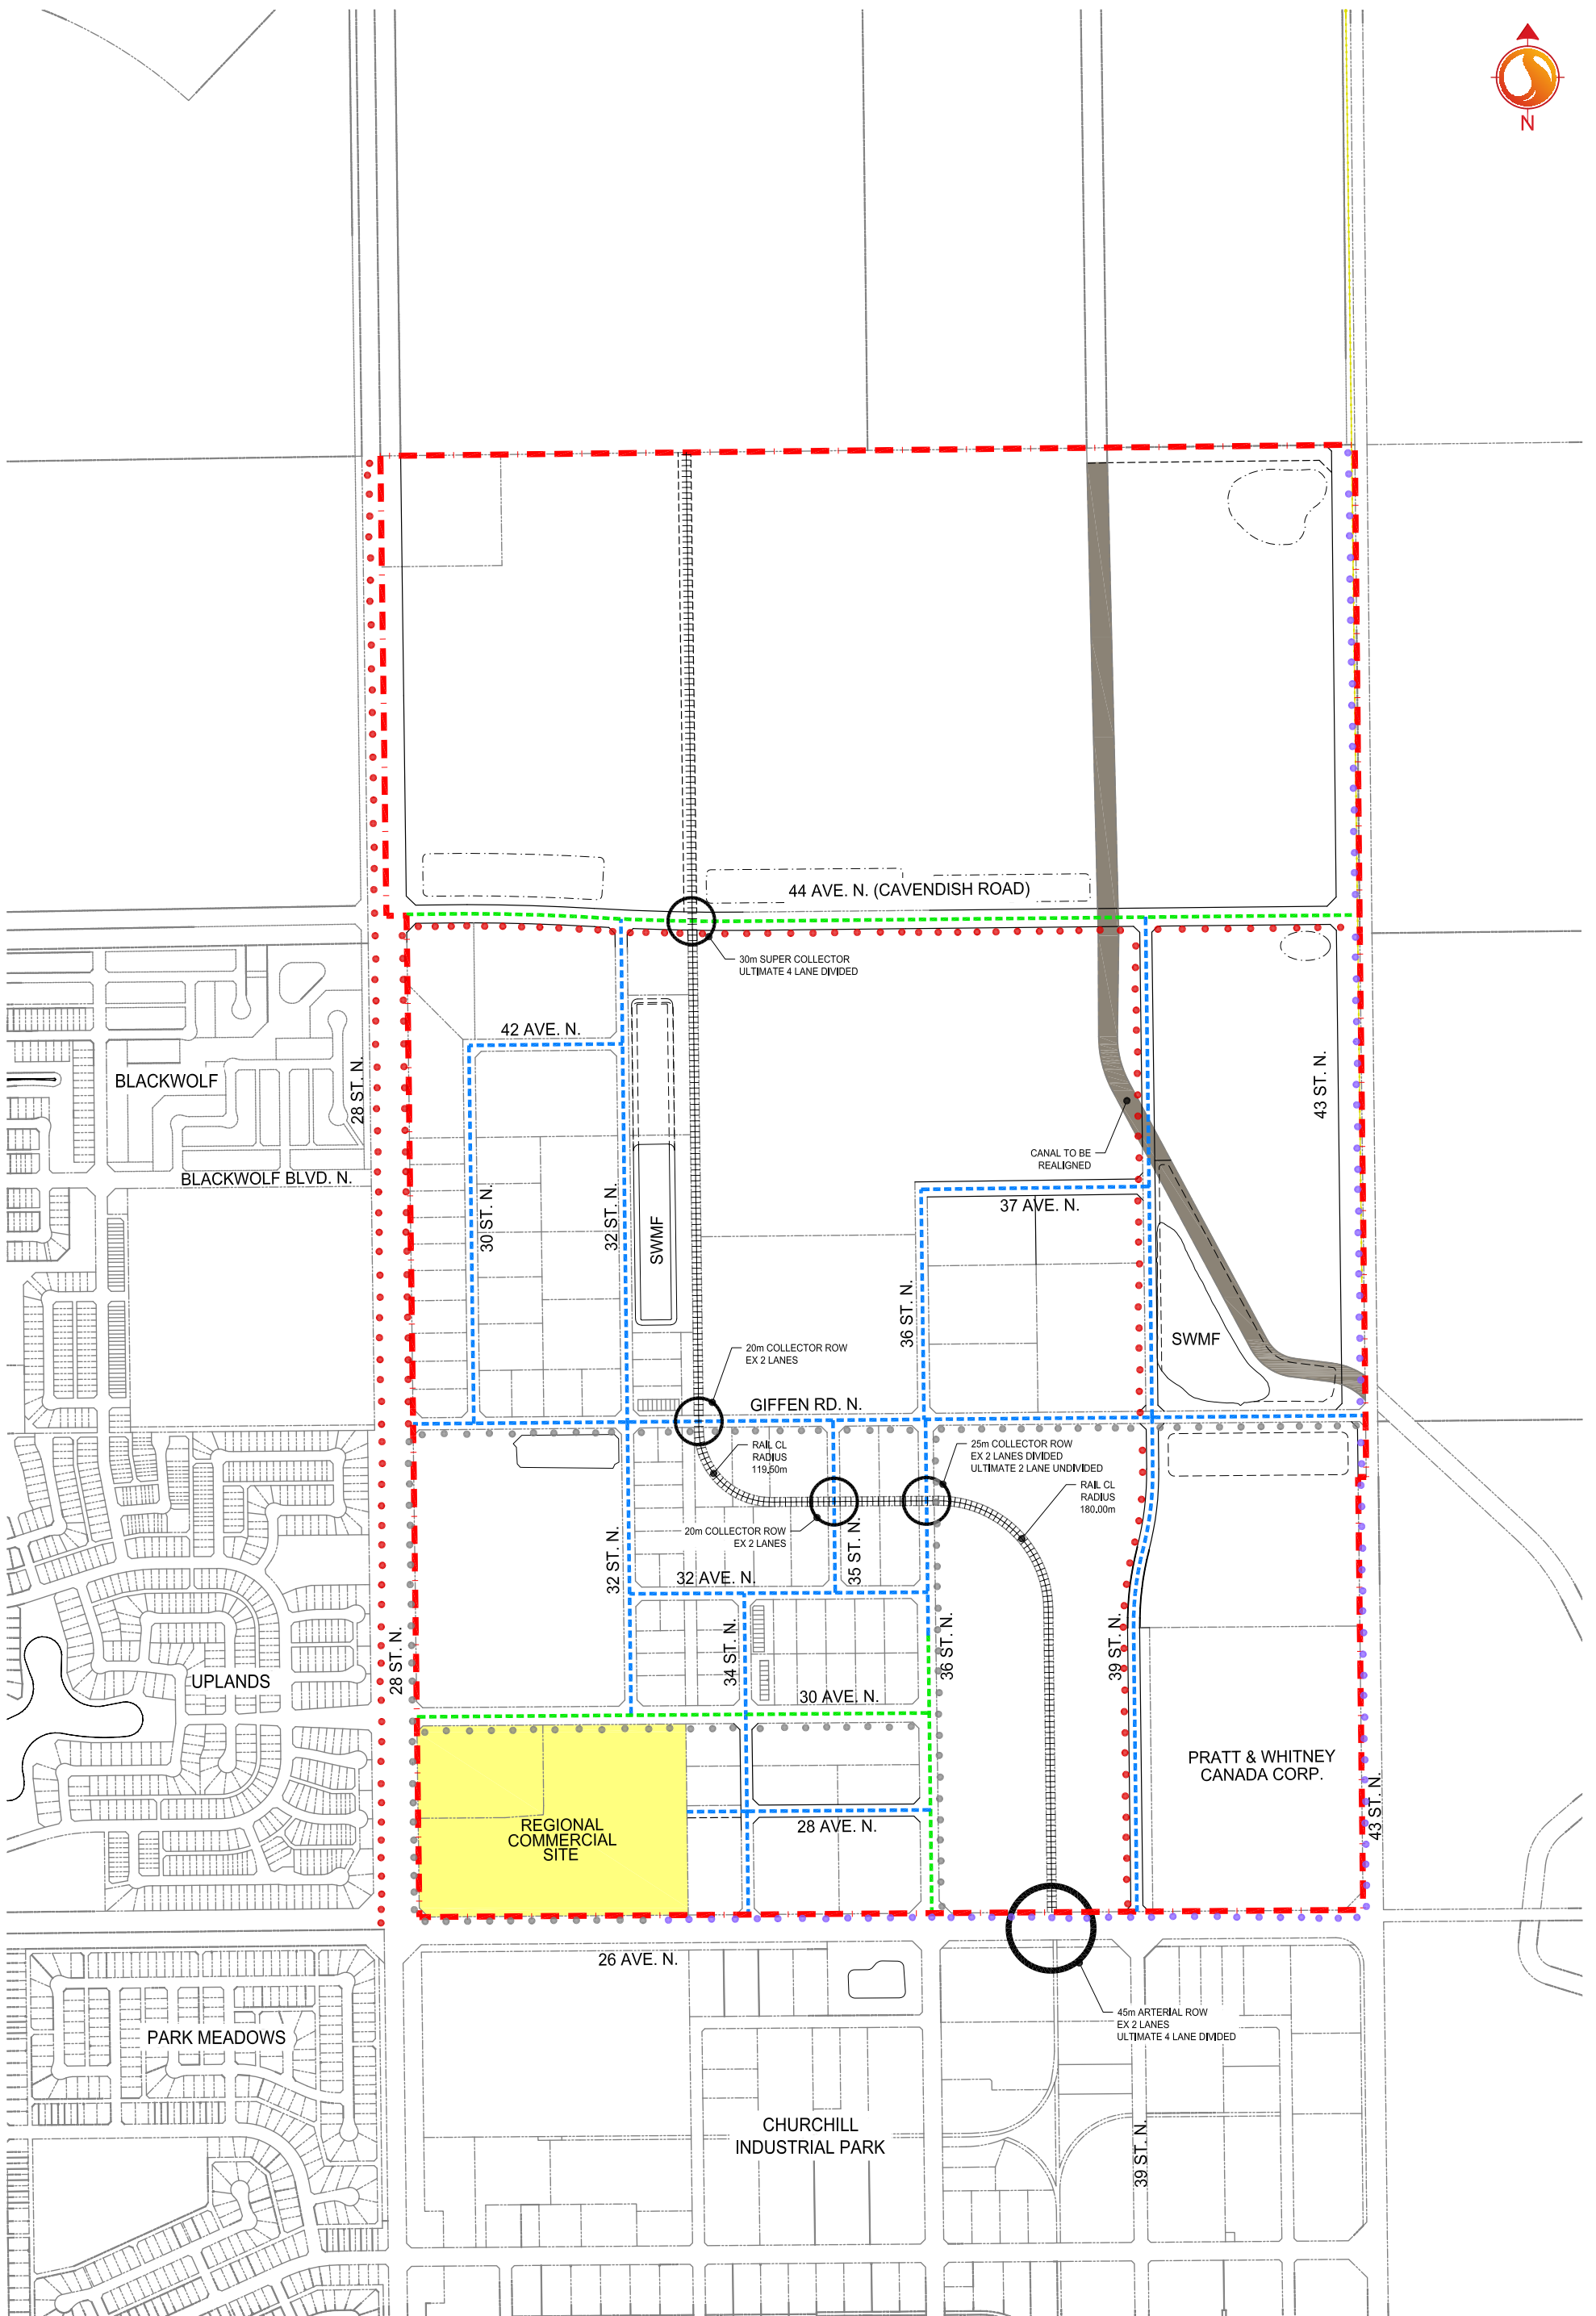 N
44 AVE. N. (CAVENDISH ROAD)
30m SUPER COLLECTOR
ULTIMATE 4 LANE DIVIDED
42 AVE. N.
BLACKWOLF
28 ST. N.
43 ST. N.
CANAL TO BE
REALIGNED
BLACKWOLF BLVD. N.
37 AVE. N.
30 ST. N.
32 ST. N.
SWMF
36 ST. N.
SWMF
20m COLLECTOR ROW
EX 2 LANES
GIFFEN RD. N.
RAIL CL
RADIUS
119.50m
25m COLLECTOR ROW
EX 2 LANES DIVIDED
ULTIMATE 2 LANE UNDIVIDED
RAIL CL
RADIUS
180.00m
20m COLLECTOR ROW
EX 2 LANES
32 ST. N.
35 ST. N.
32 AVE. N.
28 ST. N.
34 ST. N.
36 ST. N.
39 ST. N.
UPLANDS
30 AVE. N.
PRATT & WHITNEY
CANADA CORP.
43 ST. N.
REGIONAL
COMMERCIAL
SITE
28 AVE. N.
26 AVE. N.
45m ARTERIAL ROW
EX 2 LANES
ULTIMATE 4 LANE DIVIDED
PARK MEADOWS
CHURCHILL
INDUSTRIAL PARK
39 ST. N.